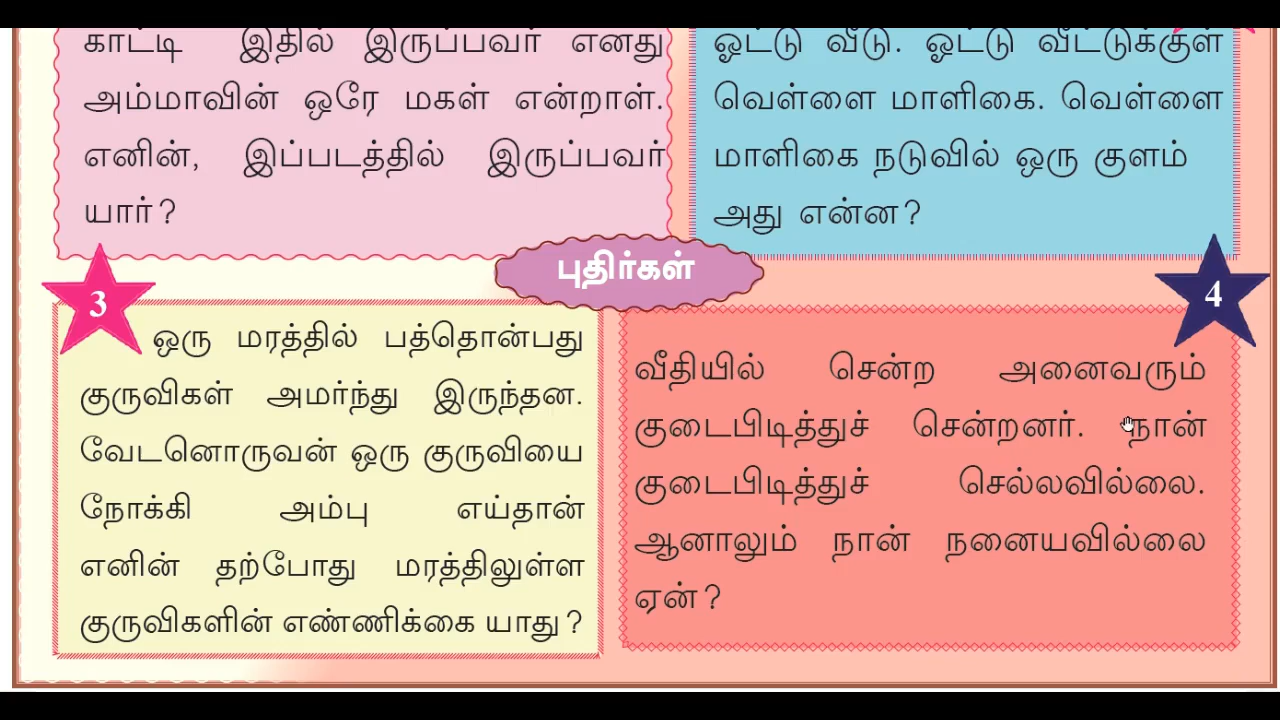 காட்டி இதில் இருப்பவர் எனது
அம்மாவின் ஒரே மகள் என்றாள்.
எனின், இப்படத்தில் இருப்பவர்
யார்?
ஓட்டு வீடு. ஓட்டு வீட்டுக்குள்
வெள்ளை மாளிகை. வெள்ளை
மாளிகை நடுவில் ஒரு குளம்
அது என்ன?
புதிர்கள்
3
ஒரு மரத்தில் பத்தொன்பது
குருவிகள் அமர்ந்து இருந்தன.
வேடனொருவன் ஒரு குருவியை
நோக்கி அம்பு எய்தான்
எனின் தற்போது மரத்திலுள்ள
குருவிகளின் எண்ணிக்கை யாது?
4
வீதியில் சென்ற அனைவரும்
குடைபிடித்துச் சென்றனர். நான்
குடைபிடித்துச் செல்லவில்லை.
ஆனாலும் நான் நனையவில்லை
ஏன்?